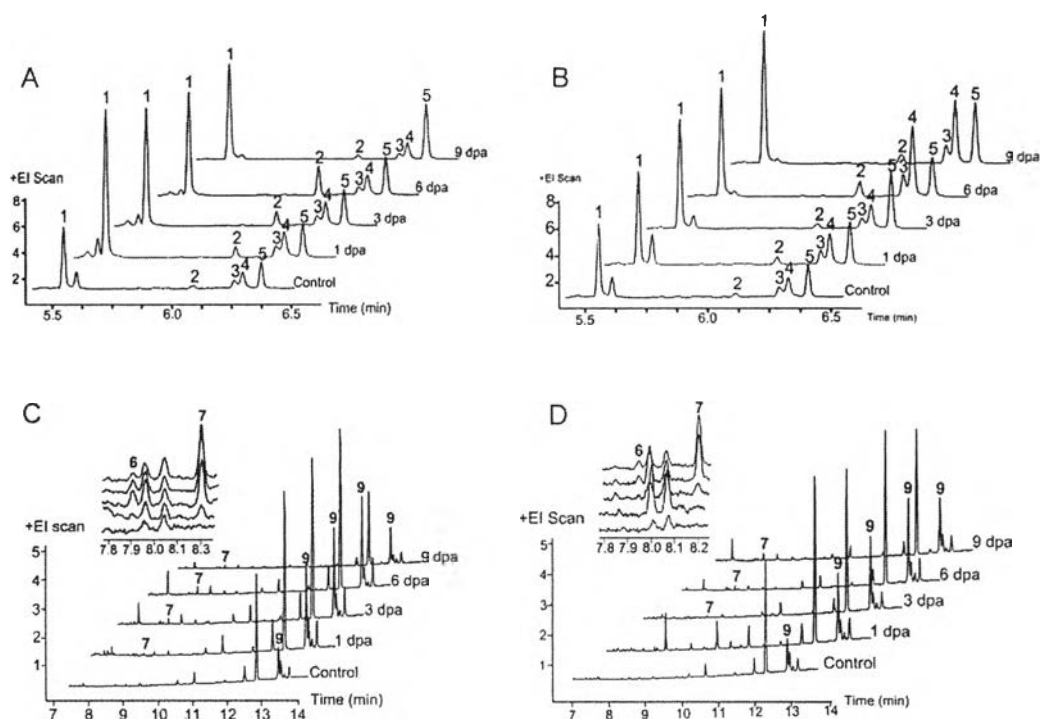 A
1 1 1 1 5
2 3 4 9 dpa
+EI Scan
2 3 4 5 6 dpa
8
6 1 2 3 4 5 3 dpa
4 2 3 4 5 1 dpa
2 2 3 4 5 Control
5.5 6.0 6.5 Time (min)
B
1 1 1 1 4 5
2 3 9 dpa
+EI Scan
4
2 3 5 6 dpa
8
6 1 2 3 4 5 3 dpa
4 2 3 4 5 1 dpa
2 2 3 4 5 Control
5.5 6.0 6.5 Time (min)
C
7
6
7.8 7.9 8.0 8.1 8.3
+EI scan
9 9 9 9 9
5 7 9 dpa
4 7 6 dpa
3 7 3 dpa
2 7 1 dpa
1 Control
7 8 9 10 11 12 13 14 Time (min)
D
7
6
7.8 7.9 8.0 8.1 8.2
+EI Scan
9 9 9 9 9
5 7 9 dpa
4 7 6 dpa
3 7 3 dpa
2 1 dpa
1 Control
7 8 9 10 11 12 13 14 Time (min)